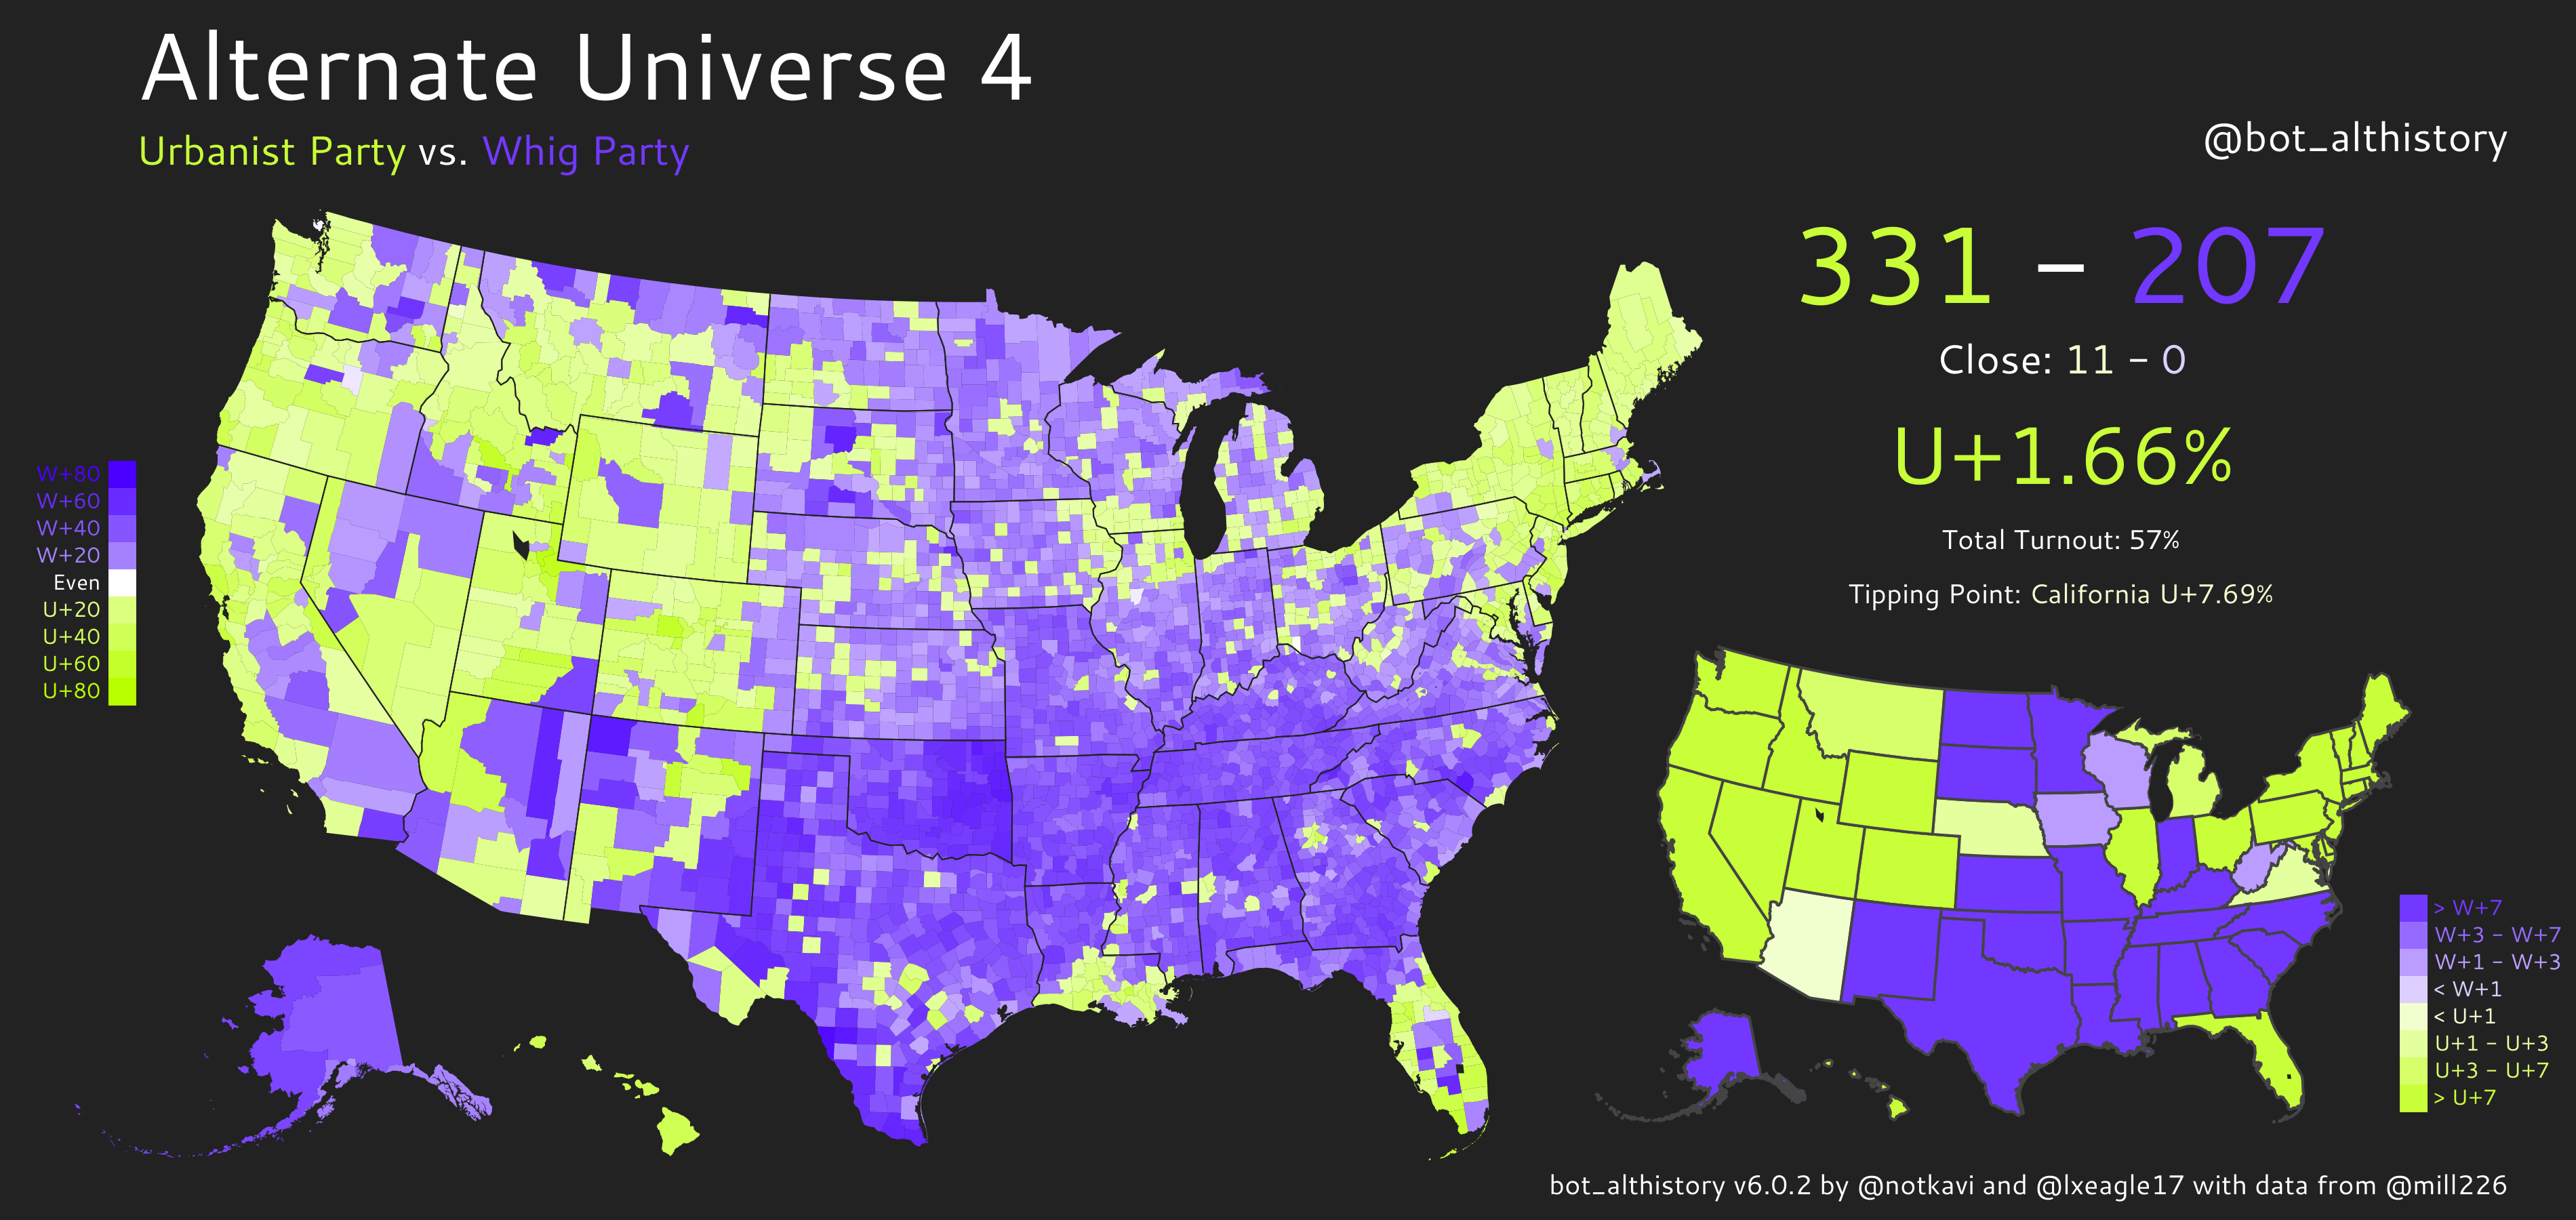 Alternate Universe 4
Urbanist Party vs. Whig Party
@bot_althistory
331 – 207
Close: 11 – 0
U+1.66%
Total Turnout: 57%
Tipping Point: California U+7.69%
W+80
W+60
W+40
W+20
Even
U+20
U+40
U+60
U+80
> W+7
W+3 – W+7
W+1 – W+3
< W+1
< U+1
U+1 – U+3
U+3 – U+7
> U+7
bot_althistory v6.0.2 by @notkavi and @lxeagle17 with data from @mill226